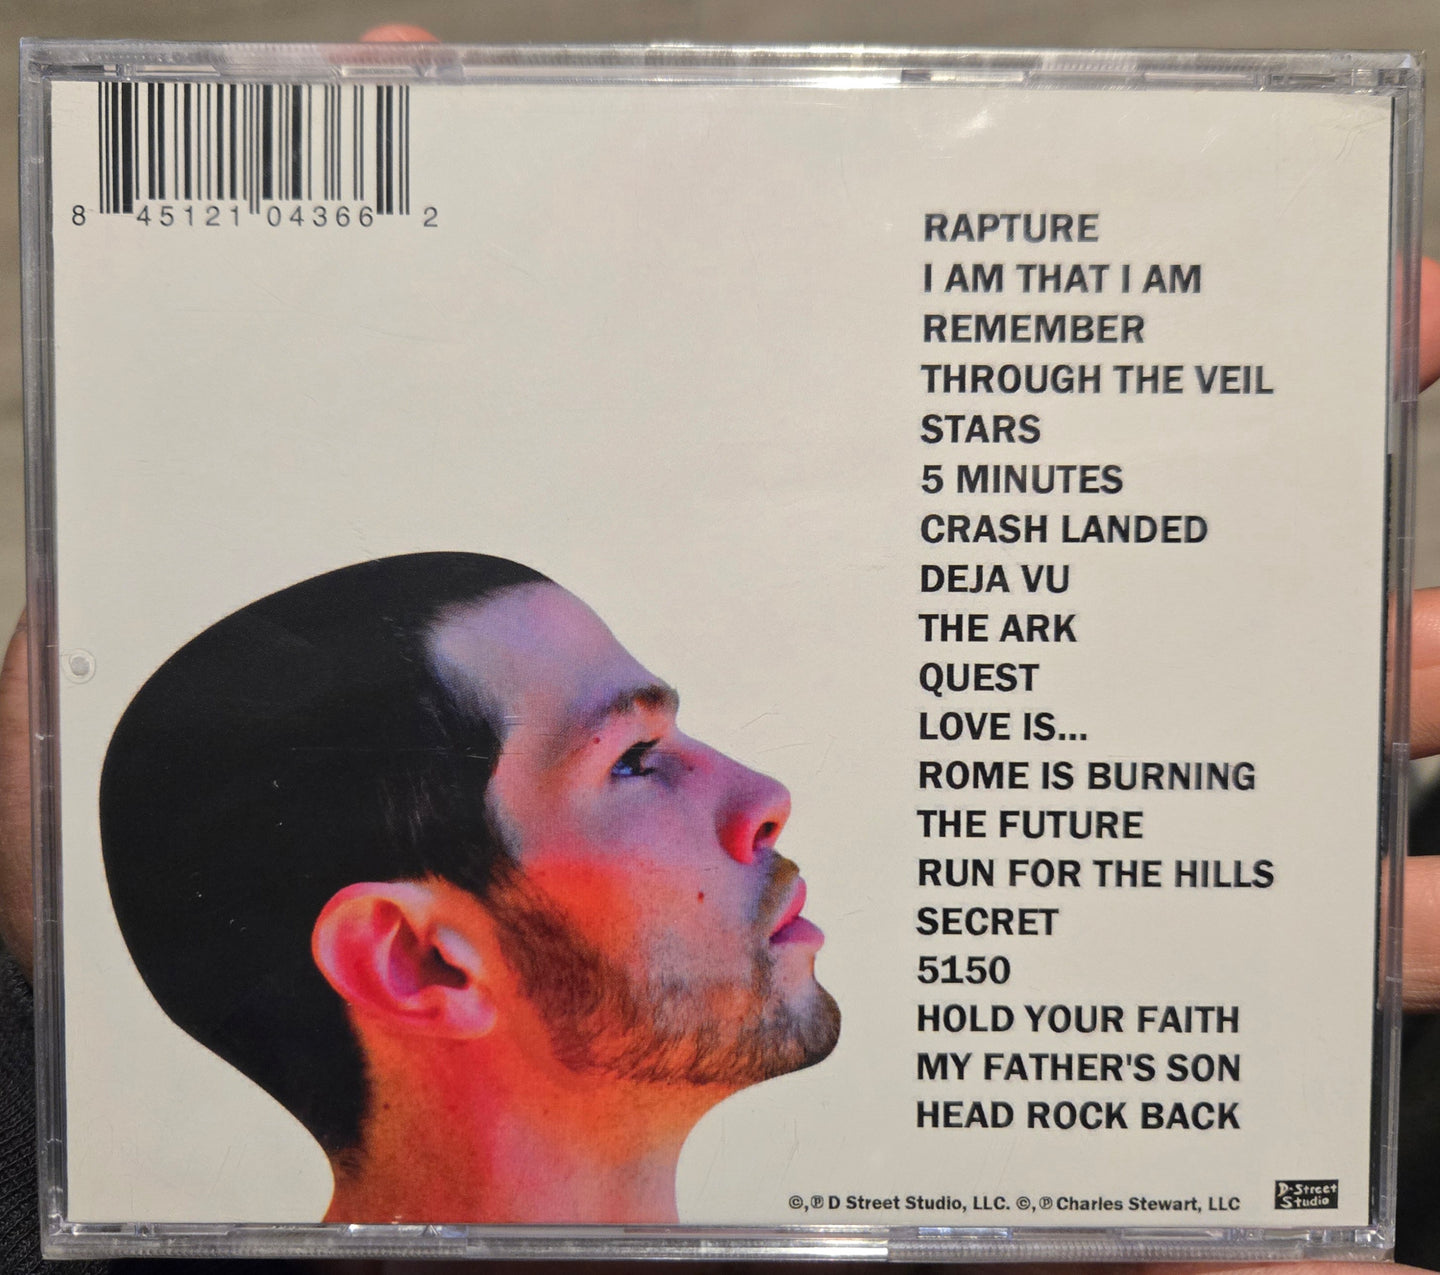 8 45121 04366 2
RAPTURE
I AM THAT I AM
REMEMBER
THROUGH THE VEIL
STARS
5 MINUTES
CRASH LANDED
DEJA VU
THE ARK
QUEST
LOVE IS...
ROME IS BURNING
THE FUTURE
RUN FOR THE HILLS
SECRET
5150
HOLD YOUR FAITH
MY FATHER'S SON
HEAD ROCK BACK
©,℗ D Street Studio, LLC. ©,℗ Charles Stewart, LLC
D-Street
Studio